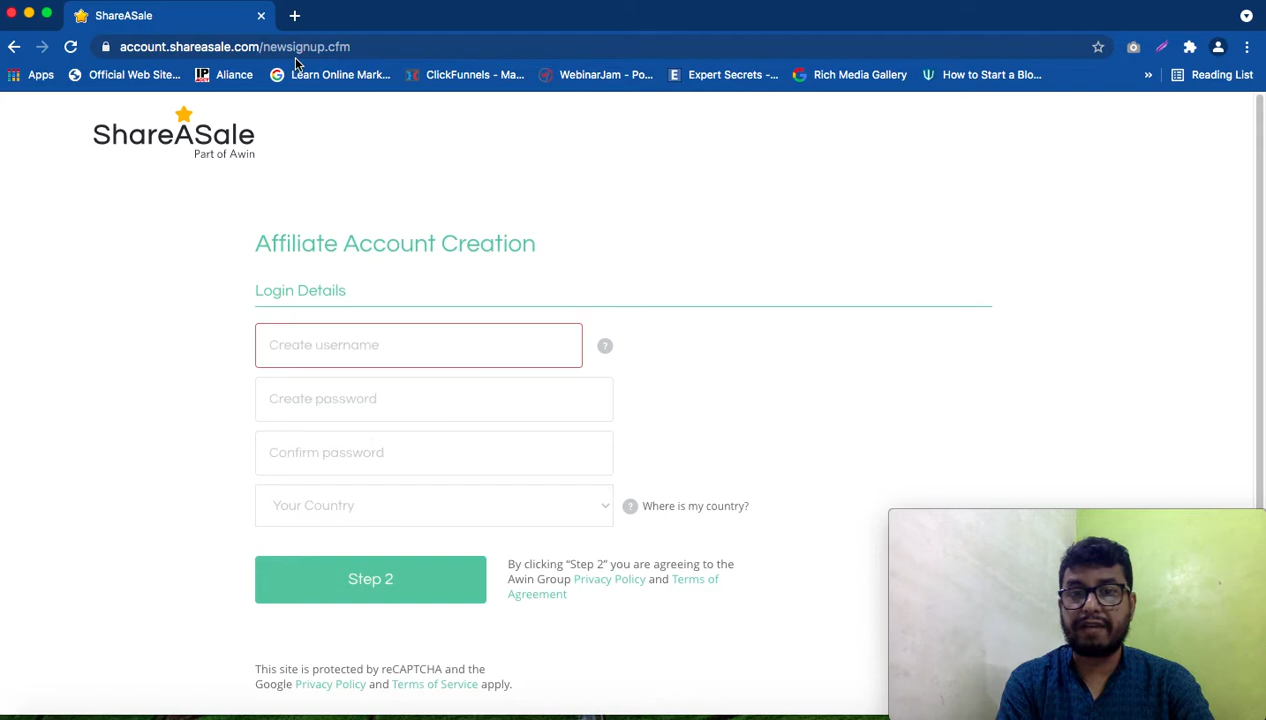 ShareASale
account.shareasale.com/newsignup.cfm
Apps
Official Web Site...
Aliance
Learn Online Mark...
ClickFunnels - Ma...
WebinarJam - Po...
E
Expert Secrets -...
Rich Media Gallery
How to Start a Blo...
»
Reading List
ShareASale
Part of Awin
Affiliate Account Creation
Login Details
Create username
?
Create password
Confirm password
Your Country
? Where is my country?
Step 2
By clicking “Step 2” you are agreeing to the
Awin Group Privacy Policy and Terms of
Agreement
This site is protected by reCAPTCHA and the
Google Privacy Policy and Terms of Service apply.